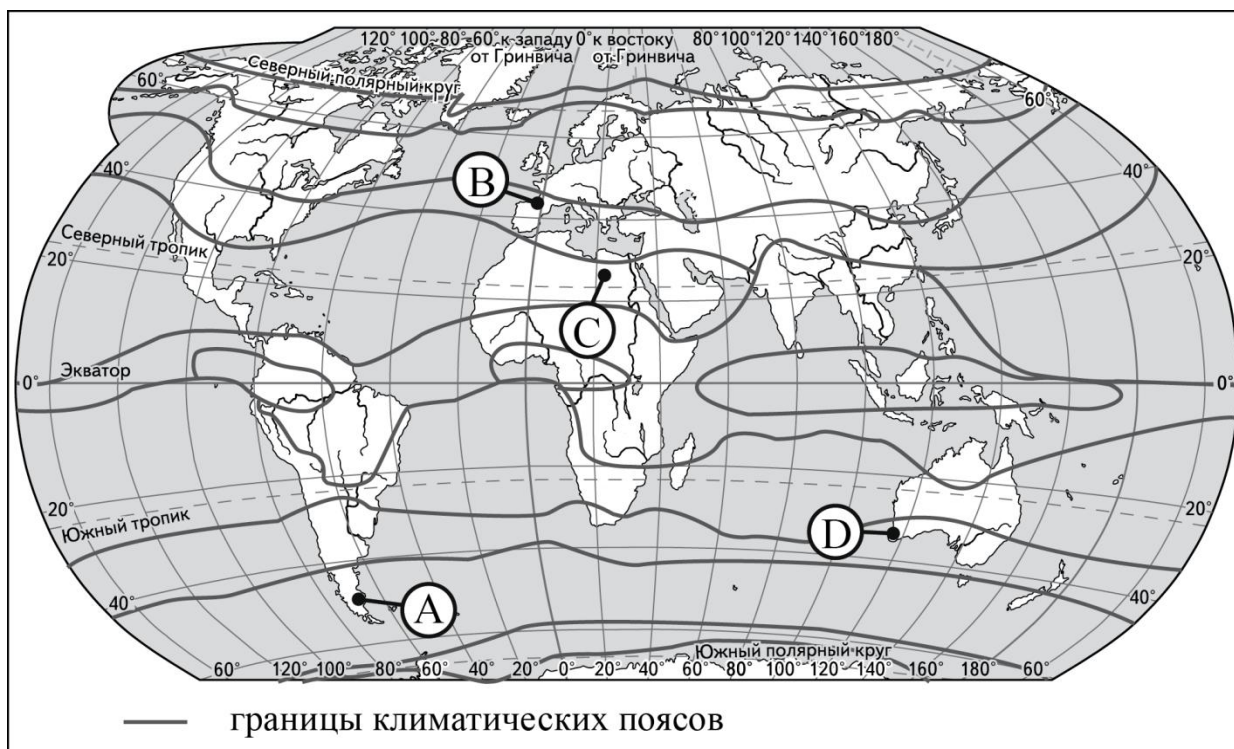 120° 100° 80° 60° к западу 0° к востоку 80° 100° 120° 140° 160° 180°
от Гринвича от Гринвича
Северный полярный круг
60° 60°
40° 40°
B
Северный тропик
20° 20°
C
Экватор
0° 0°
20° 20°
Южный тропик
D
A
40° 40°
Южный полярный круг
60° 120° 100° 80° 60° 40° 20° 0° 20° 40° 60° 80° 100° 120° 140° 160° 180° 60°
границы климатических поясов